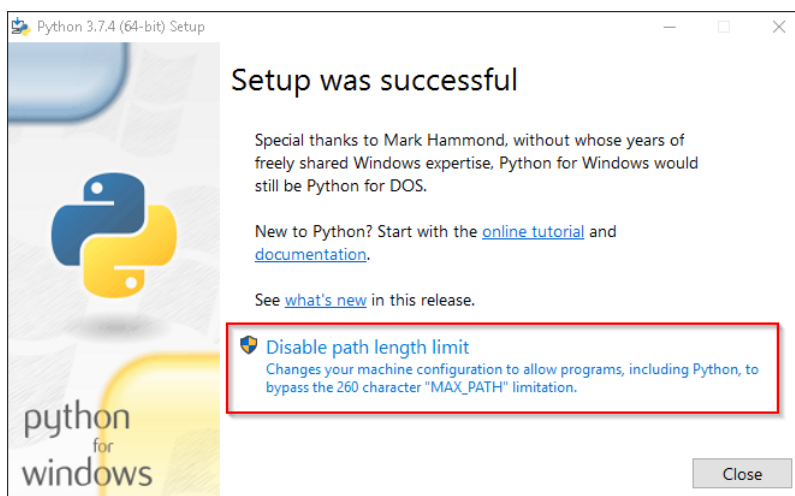 Python 3.7.4 (64-bit) Setup
Setup was successful
Special thanks to Mark Hammond, without whose years of
freely shared Windows expertise, Python for Windows would
still be Python for DOS.
New to Python? Start with the online tutorial and
documentation.
See what's new in this release.
Disable path length limit
Changes your machine configuration to allow programs, including Python, to
bypass the 260 character "MAX_PATH" limitation.
python
for
windows
Close